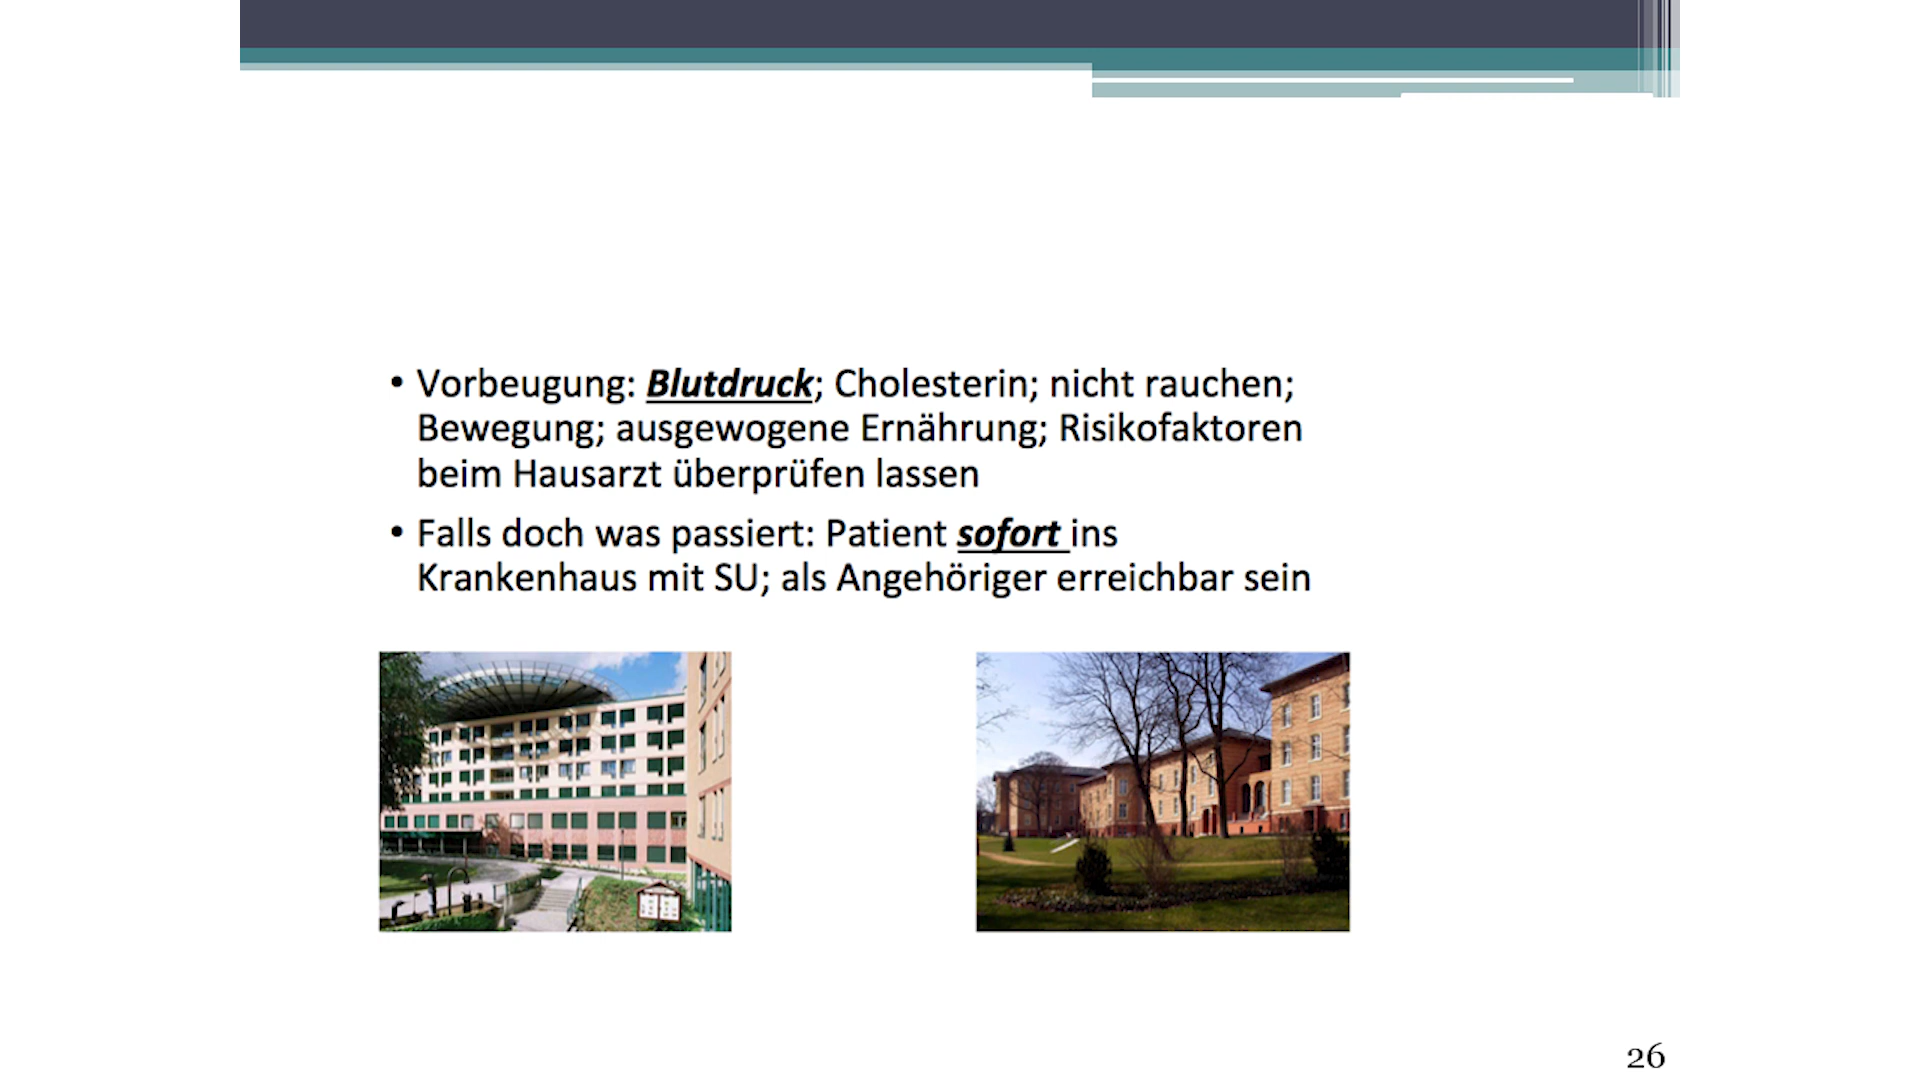 • Vorbeugung: Blutdruck; Cholesterin; nicht rauchen;
Bewegung; ausgewogene Ernährung; Risikofaktoren
beim Hausarzt überprüfen lassen
• Falls doch was passiert: Patient sofort ins
Krankenhaus mit SU; als Angehöriger erreichbar sein
26